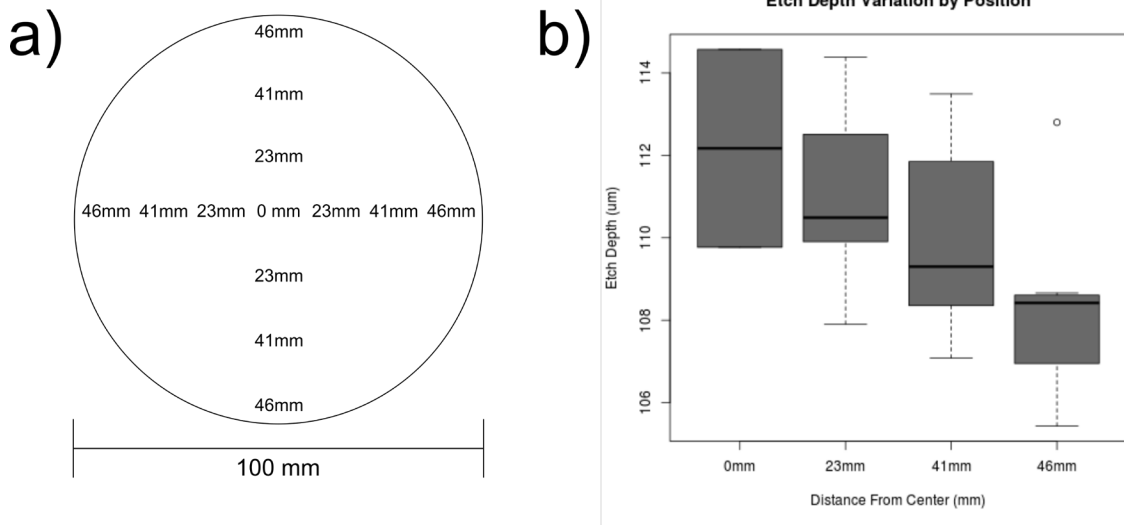 a)
46mm
41mm
23mm
46mm 41mm 23mm 0 mm 23mm 41mm 46mm
23mm
41mm
46mm
100 mm
b)
Etch Depth Variation by Position
Etch Depth (um)
114
112
110
108
106
0mm 23mm 41mm 46mm
Distance From Center (mm)